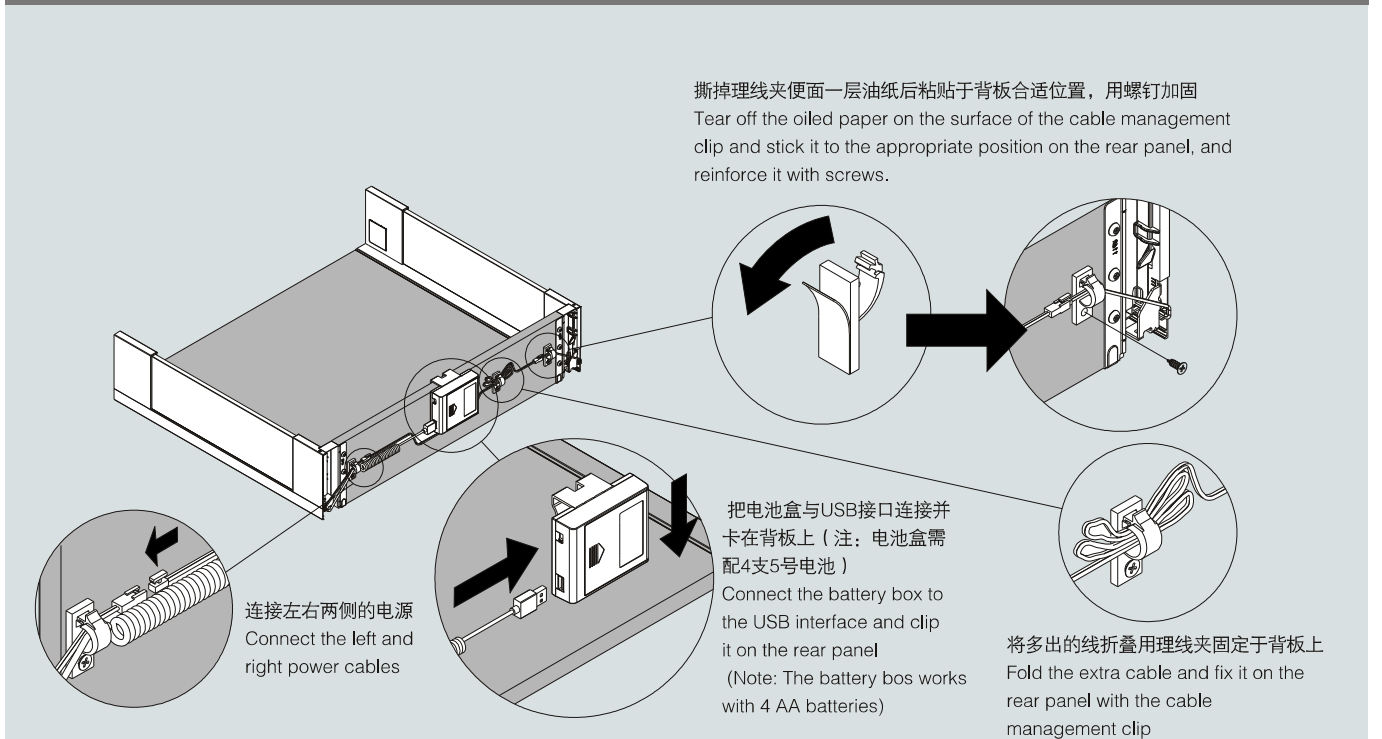 撕掉理线夹便面一层油纸后粘贴于背板合适位置，用螺钉加固
Tear off the oiled paper on the surface of the cable management
clip and stick it to the appropriate position on the rear panel, and
reinforce it with screws.
连接左右两侧的电源
Connect the left and
right power cables
把电池盒与USB接口连接并
卡在背板上（注：电池盒需
配4支5号电池）
Connect the battery box to
the USB interface and clip
it on the rear panel
(Note: The battery bos works
with 4 AA batteries)
将多出的线折叠用理线夹固定于背板上
Fold the extra cable and fix it on the
rear panel with the cable
management clip